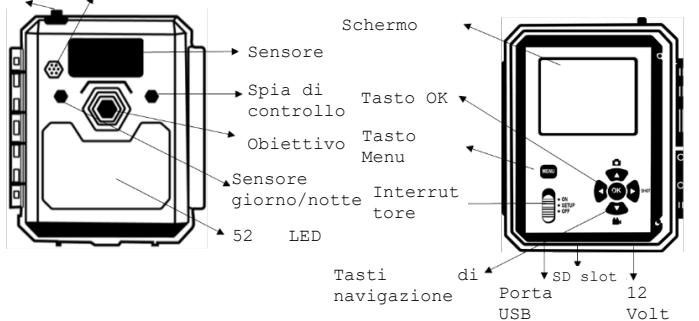 Sensore
Spia di
controllo
Obiettivo
Sensore
giorno/notte
52 LED
Schermo
Tasto OK
Tasto
Menu
Interrut
tore
Tasti di
navigazione
MENU
OK
SHOT
ON
SETUP
OFF
SD slot
Porta
USB
12
Volt